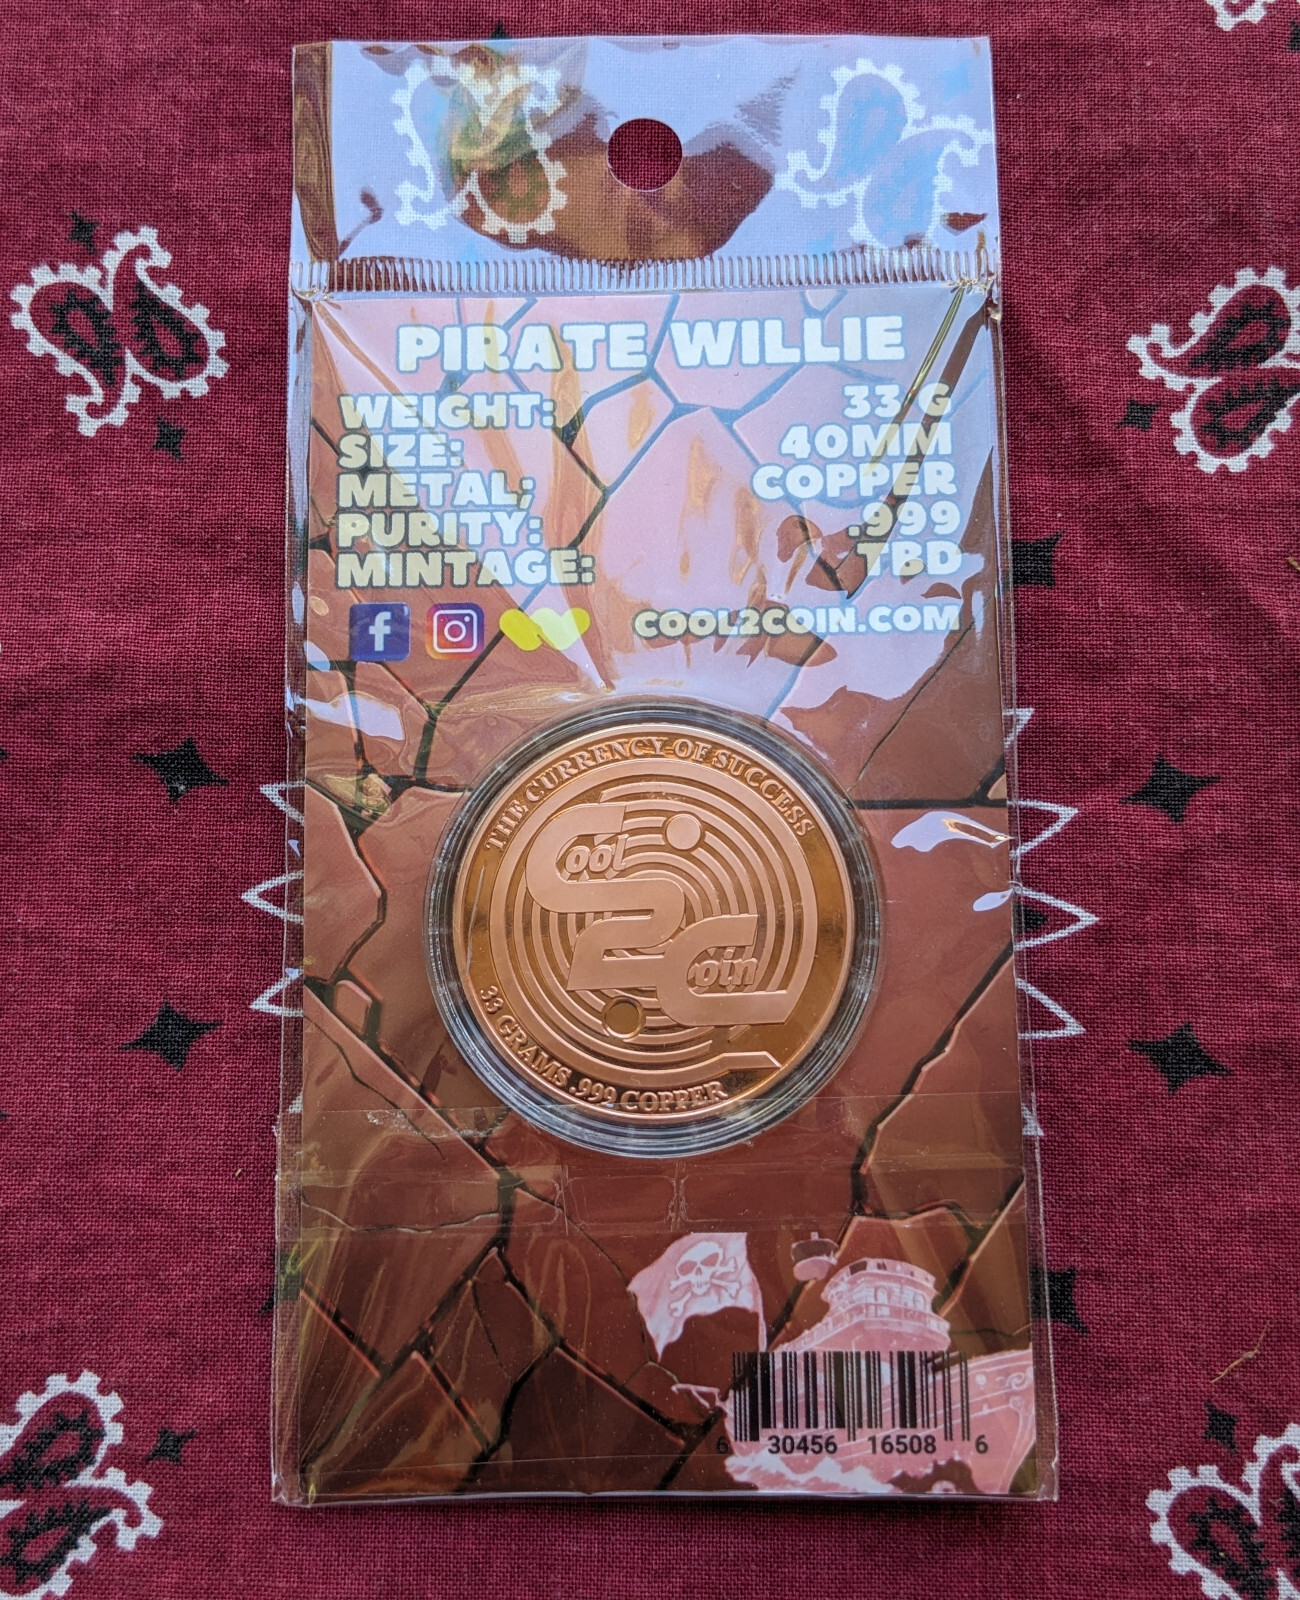 PIRATE WILLIE
WEIGHT: 33 G
SIZE: 40MM
METAL; COPPER
PURITY: .999
MINTAGE: TBD
f COOL2COIN.COM
THE CURRENCY OF SUCCESS
Cool
2
Coin
33 GRAMS .999 COPPER
6 30456 16508 6